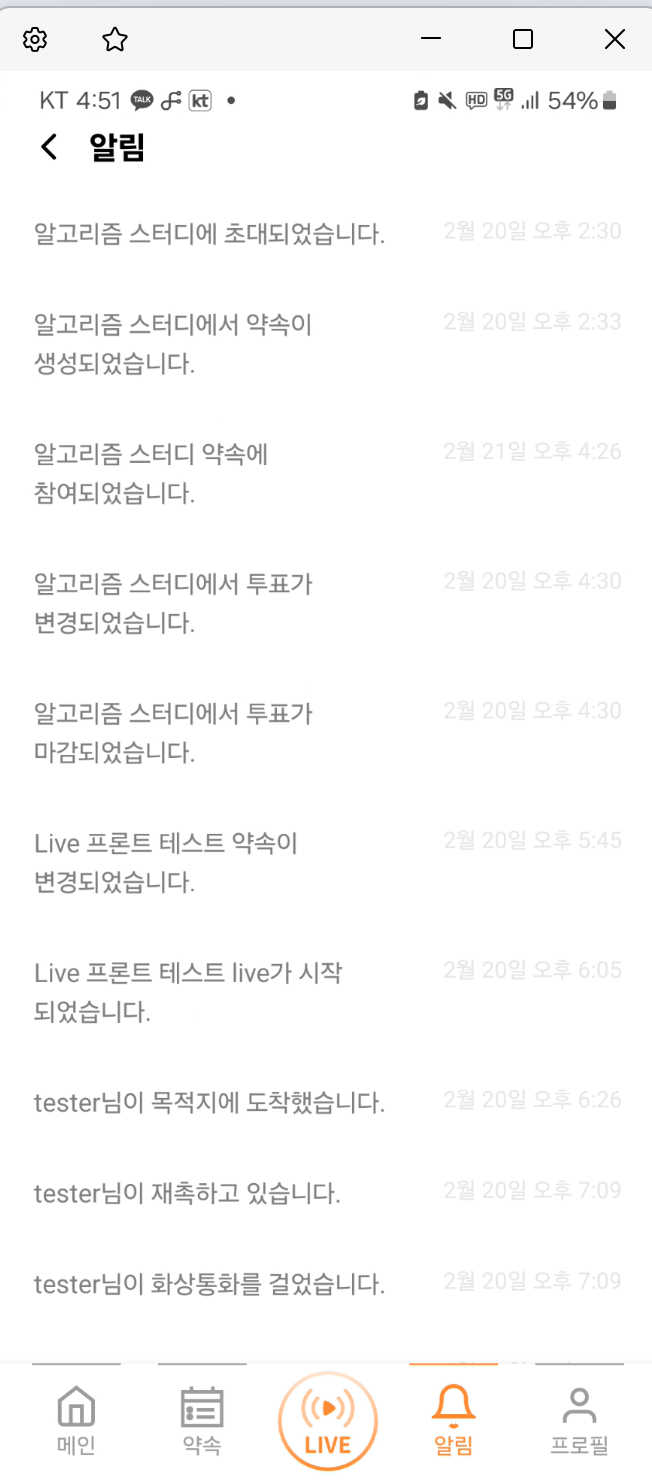 KT 4:51 TALK kt HD 5G 54%
알림
알고리즘 스터디에 초대되었습니다. 2월 20일 오후 2:30
알고리즘 스터디에서 약속이 2월 20일 오후 2:33
생성되었습니다.
알고리즘 스터디 약속에 2월 21일 오후 4:26
참여되었습니다.
알고리즘 스터디에서 투표가 2월 20일 오후 4:30
변경되었습니다.
알고리즘 스터디에서 투표가 2월 20일 오후 4:30
마감되었습니다.
Live 프론트 테스트 약속이 2월 20일 오후 5:45
변경되었습니다.
Live 프론트 테스트 live가 시작 2월 20일 오후 6:05
되었습니다.
tester님이 목적지에 도착했습니다. 2월 20일 오후 6:26
tester님이 재촉하고 있습니다. 2월 20일 오후 7:09
tester님이 화상통화를 걸었습니다. 2월 20일 오후 7:09
메인 약속 LIVE 알림 프로필